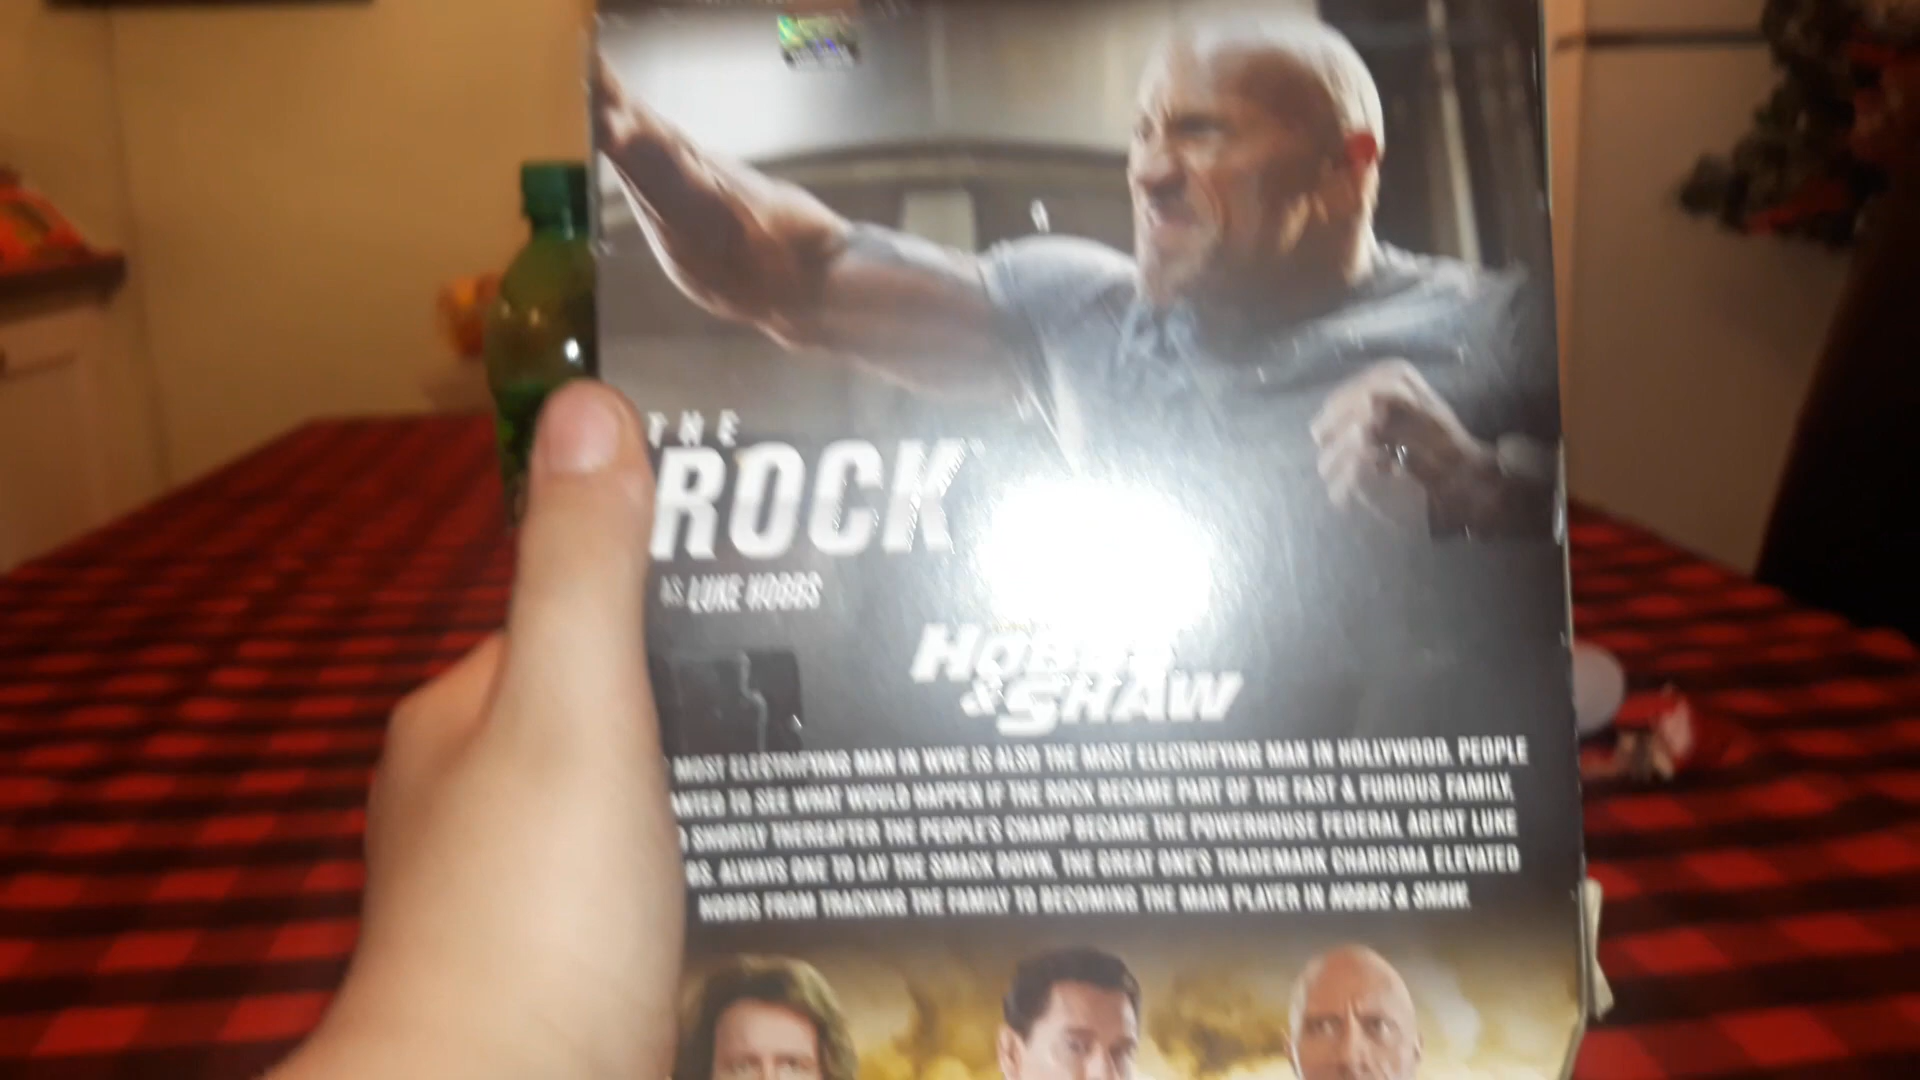 THE
ROCK™
AS LUKE HOBBS
HOBBS
& SHAW
MOST ELECTRIFYING MAN IN WWE IS ALSO THE MOST ELECTRIFYING MAN IN HOLLYWOOD. PEOPLE
ANTED TO SEE WHAT WOULD HAPPEN IF THE ROCK BECAME PART OF THE FAST & FURIOUS FAMILY,
D SHORTLY THEREAFTER THE PEOPLE'S CHAMP BECAME THE POWERHOUSE FEDERAL AGENT LUKE
BS. ALWAYS ONE TO LAY THE SMACK DOWN, THE GREAT ONE'S TRADEMARK CHARISMA ELEVATED
HOBBS FROM TRACKING THE FAMILY TO BECOMING THE MAIN PLAYER IN HOBBS & SHAW.